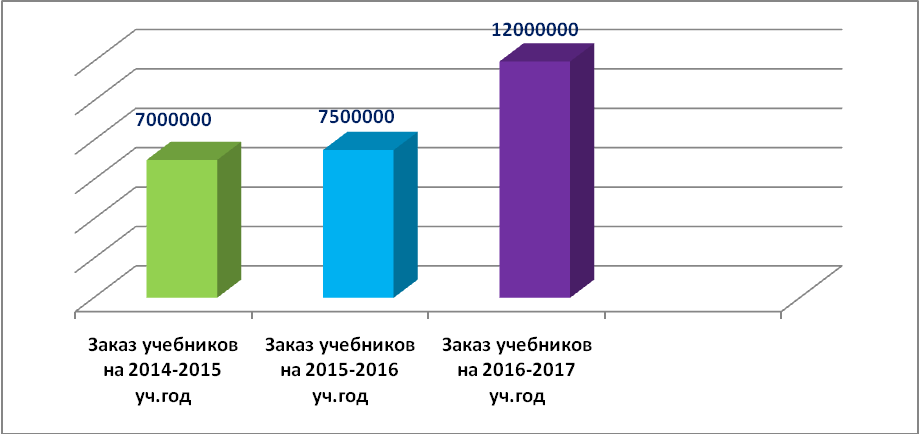 12000000
7000000
7500000
Заказ учебников
на 2014-2015
уч.год
Заказ учебников
на 2015-2016
уч.год
Заказ учебников
на 2016-2017
уч.год